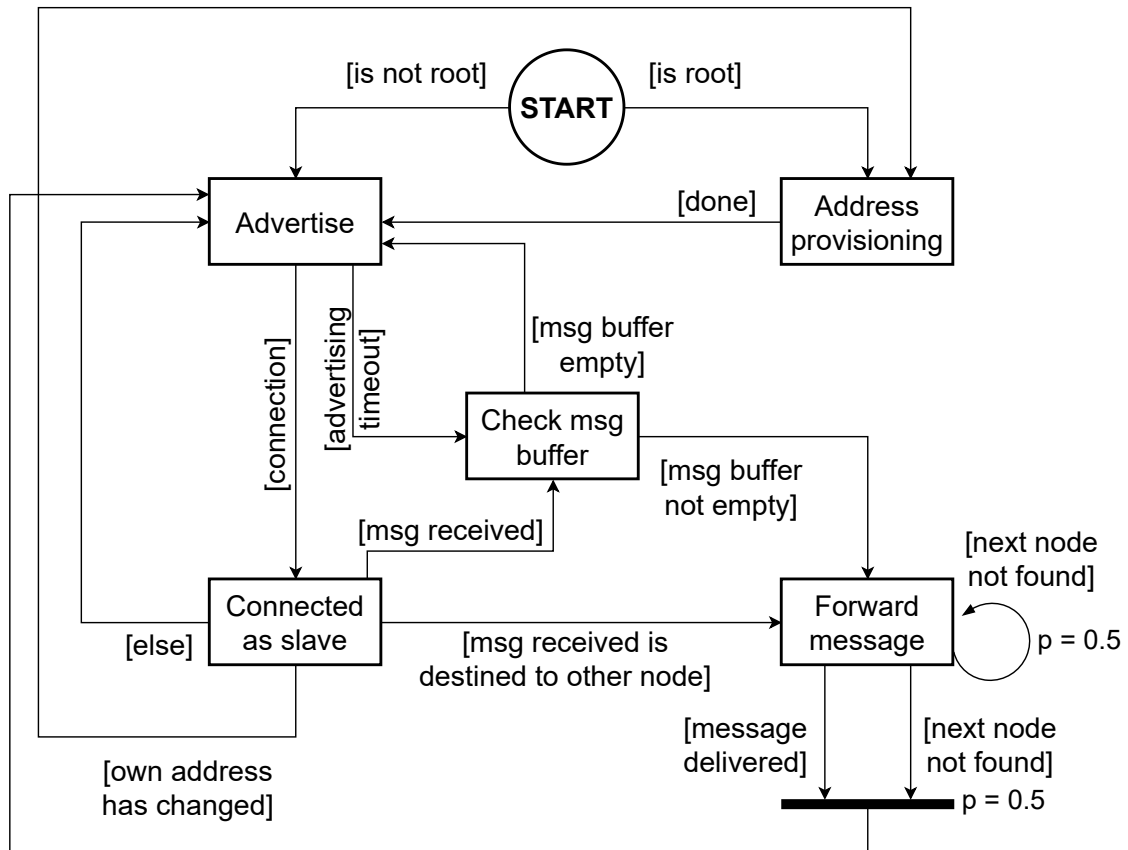 [is not root]
[is root]
START
Advertise
[done]
Address
provisioning
[connection]
[advertising
timeout]
[msg buffer
empty]
Check msg
buffer
[msg buffer
not empty]
[msg received]
[next node
not found]
Connected
as slave
Forward
message
p = 0.5
[else]
[msg received is
destined to other node]
[message
delivered]
[next node
not found]
[own address
has changed]
p = 0.5